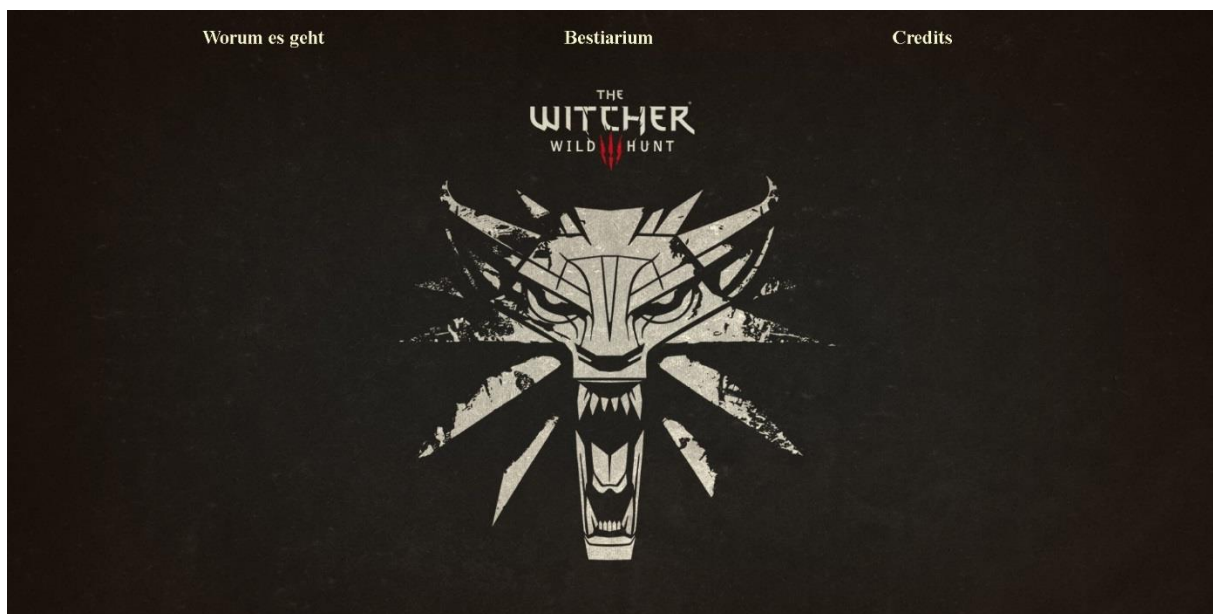 Worum es geht
Bestiarium
Credits
THE
WITCHER
WILD HUNT